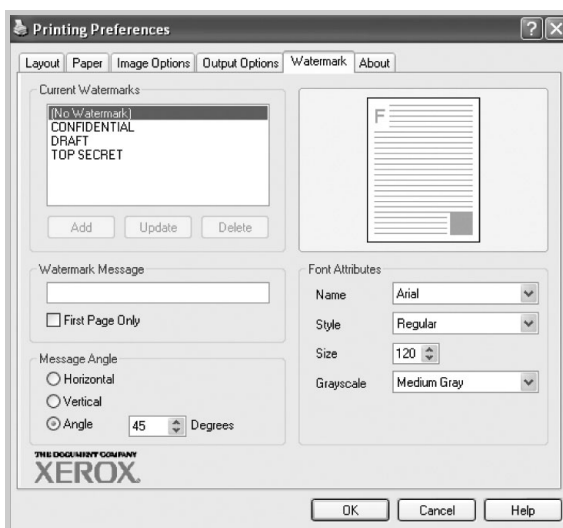 Printing Preferences
Layout Paper Image Options Output Options Watermark About
Current Watermarks
(No Watermark)
CONFIDENTIAL
DRAFT
TOP SECRET
Add Update Delete
F
Watermark Message
First Page Only
Message Angle
Horizontal
Vertical
Angle 45 Degrees
Font Attributes
Name Arial
Style Regular
Size 120
Grayscale Medium Gray
THE DOCUMENT COMPANY
XEROX.
OK Cancel Help